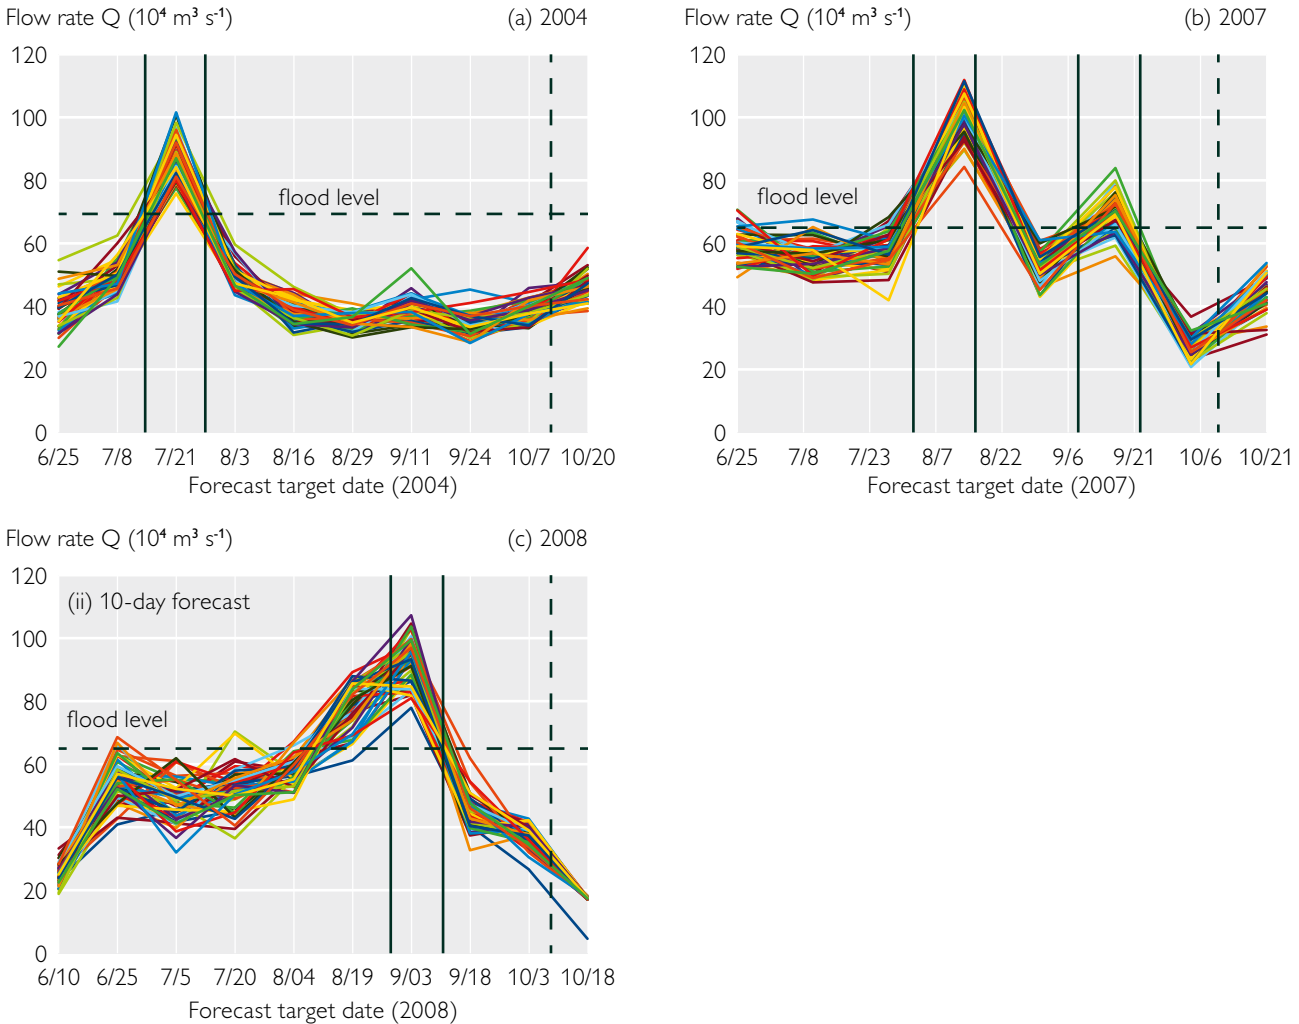 Flow rate Q (10⁴ m³ s⁻¹) (a) 2004
120
100
80
60
40
20
0
flood level
6/25 7/8 7/21 8/3 8/16 8/29 9/11 9/24 10/7 10/20
Forecast target date (2004)
Flow rate Q (10⁴ m³ s⁻¹) (b) 2007
120
100
80
60
40
20
0
flood level
6/25 7/8 7/23 8/7 8/22 9/6 9/21 10/6 10/21
Forecast target date (2007)
Flow rate Q (10⁴ m³ s⁻¹) (c) 2008
120
(ii) 10-day forecast
100
80
flood level
60
40
20
0
6/10 6/25 7/5 7/20 8/04 8/19 9/03 9/18 10/3 10/18
Forecast target date (2008)